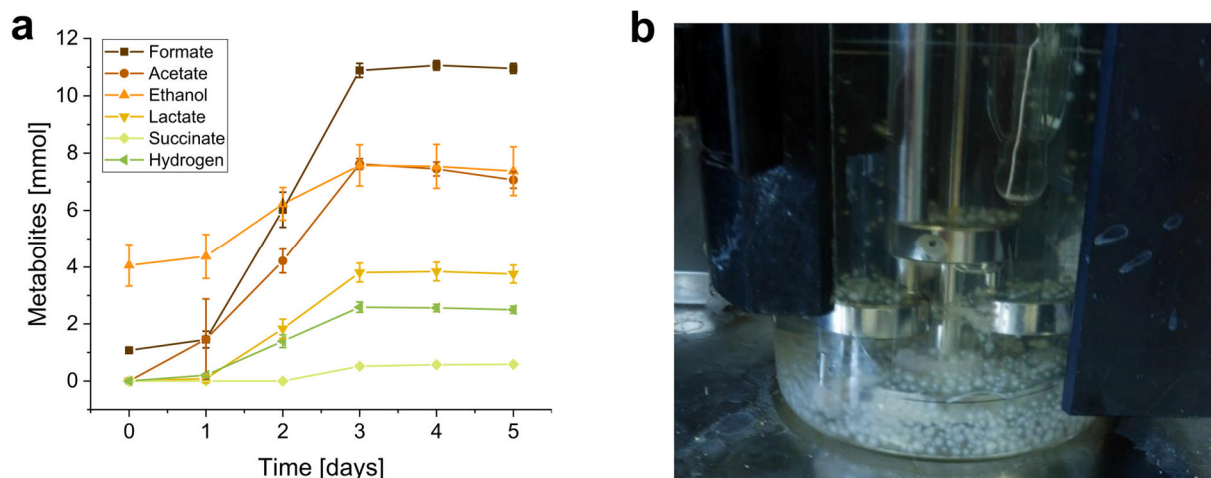 a
b
Formate
Acetate
Ethanol
Lactate
Succinate
Hydrogen
Metabolites [mmol]
12
10
8
6
4
2
0
0 1 2 3 4 5
Time [days]